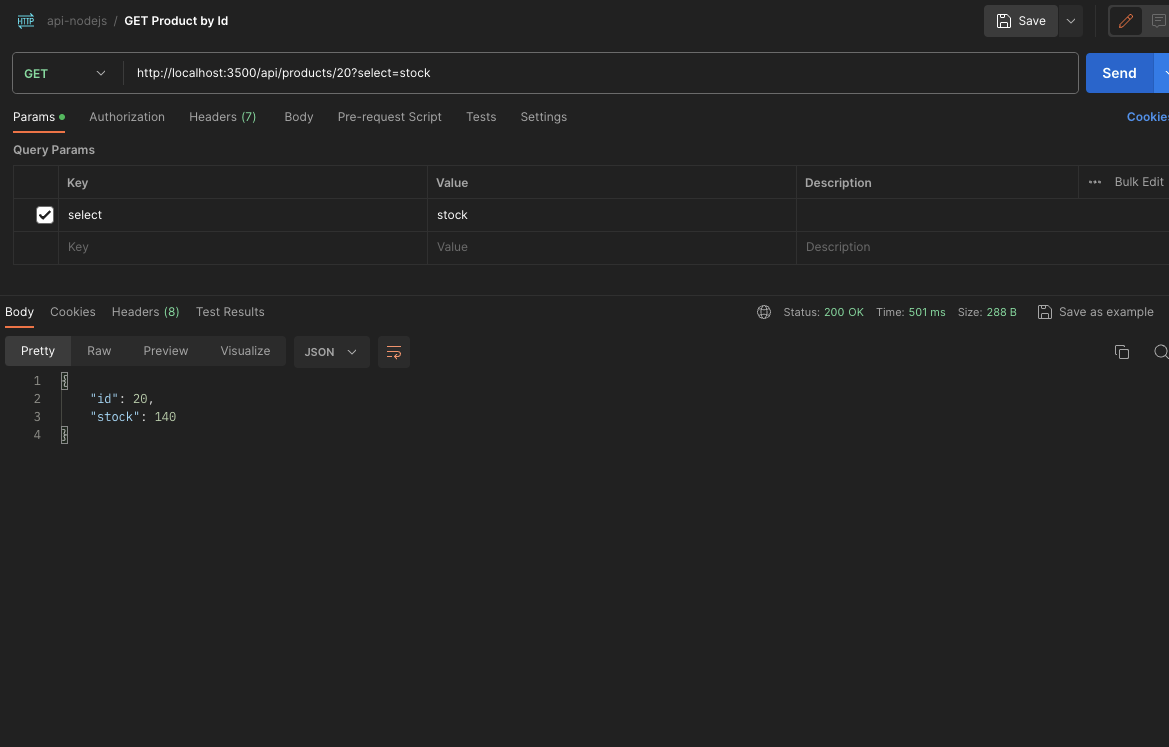 HTTP api-nodejs / GET Product by Id Save
GET http://localhost:3500/api/products/20?select=stock Send
Params Authorization Headers (7) Body Pre-request Script Tests Settings Cookies
Query Params
Key Value Description Bulk Edit
select stock
Key Value Description
Body Cookies Headers (8) Test Results Status: 200 OK Time: 501 ms Size: 288 B Save as example
Pretty Raw Preview Visualize JSON
1 {
2 "id": 20,
3 "stock": 140
4 }